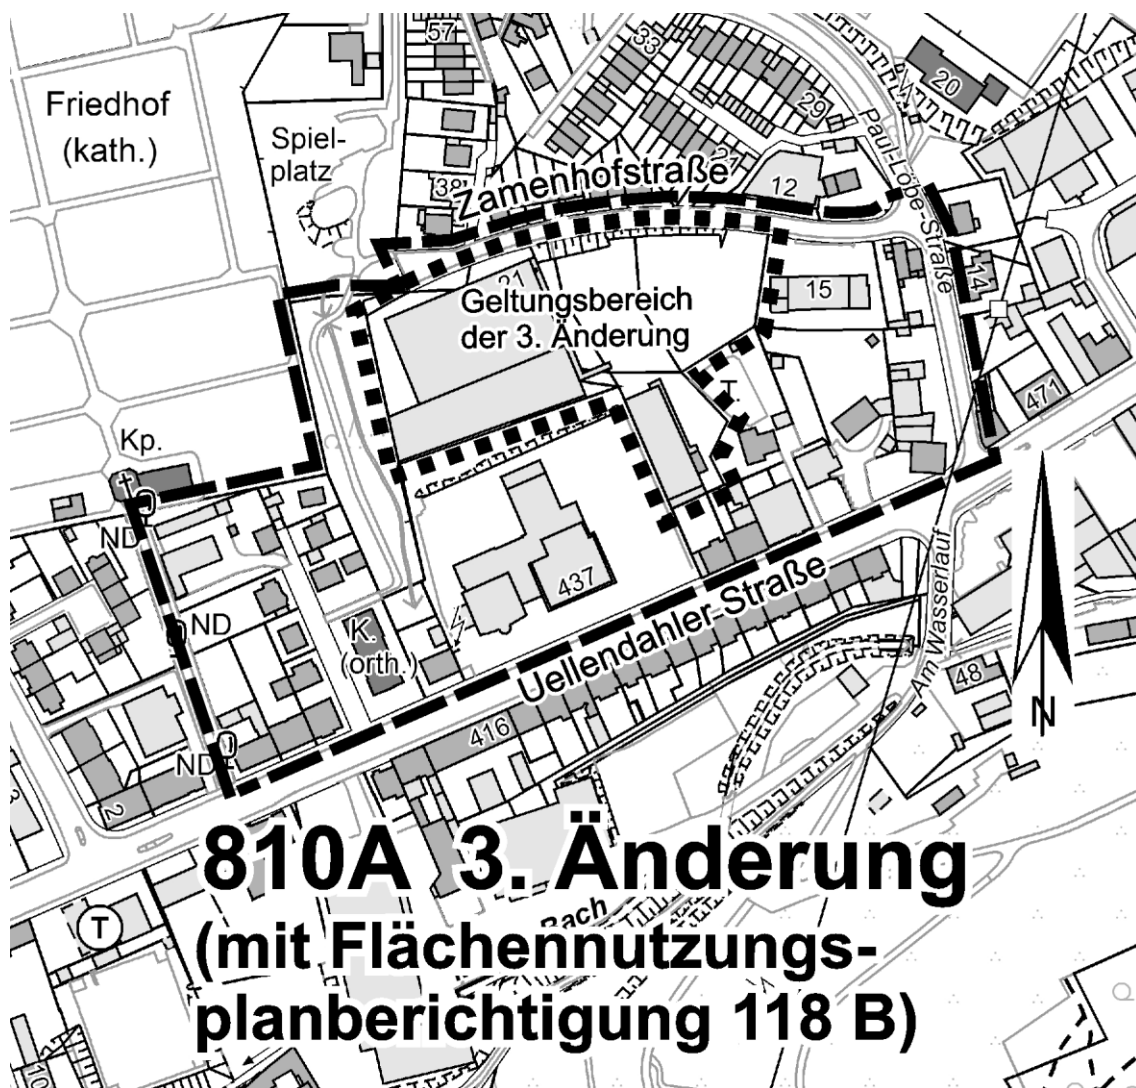 57
33
20
29
Friedhof
(kath.)
Spiel-
platz
Paul-Löbe-Straße
21
38
12
Zamenhofstraße
14
21
15
Geltungsbereich
der 3. Änderung
T.
471
Kp.
ND
437
ND
K.
(orth.)
Uellendahler-Straße
Am Wasserlauf
48
N
416
ND
2
810A 3. Änderung
(mit Flächennutzungs-
planberichtigung 118 B)
Bach
T
10